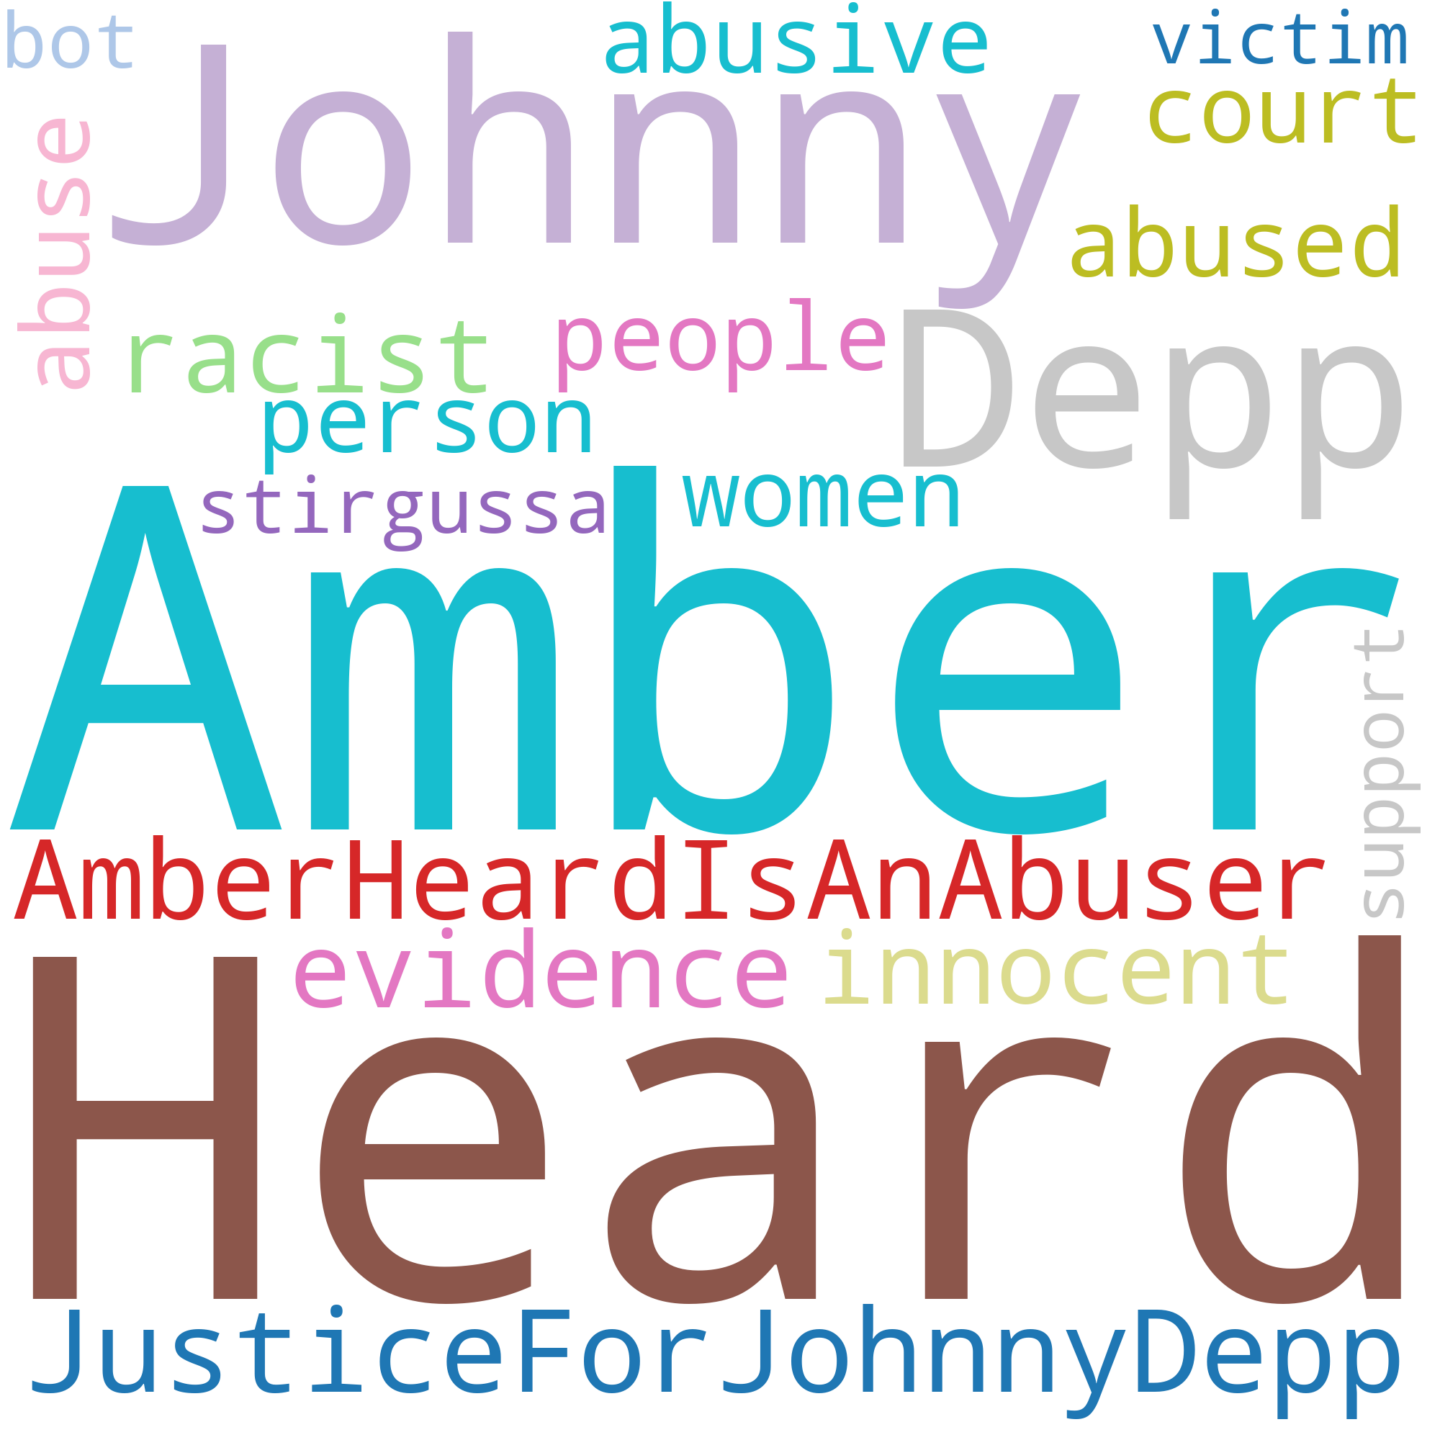 bot
Johnny
abusive
victim
court
abuse
abused
racist
people
Depp
person
stirgussa
women
Amber
support
AmberHeardIsAnAbuser
evidence
innocent
Heard
JusticeForJohnnyDepp